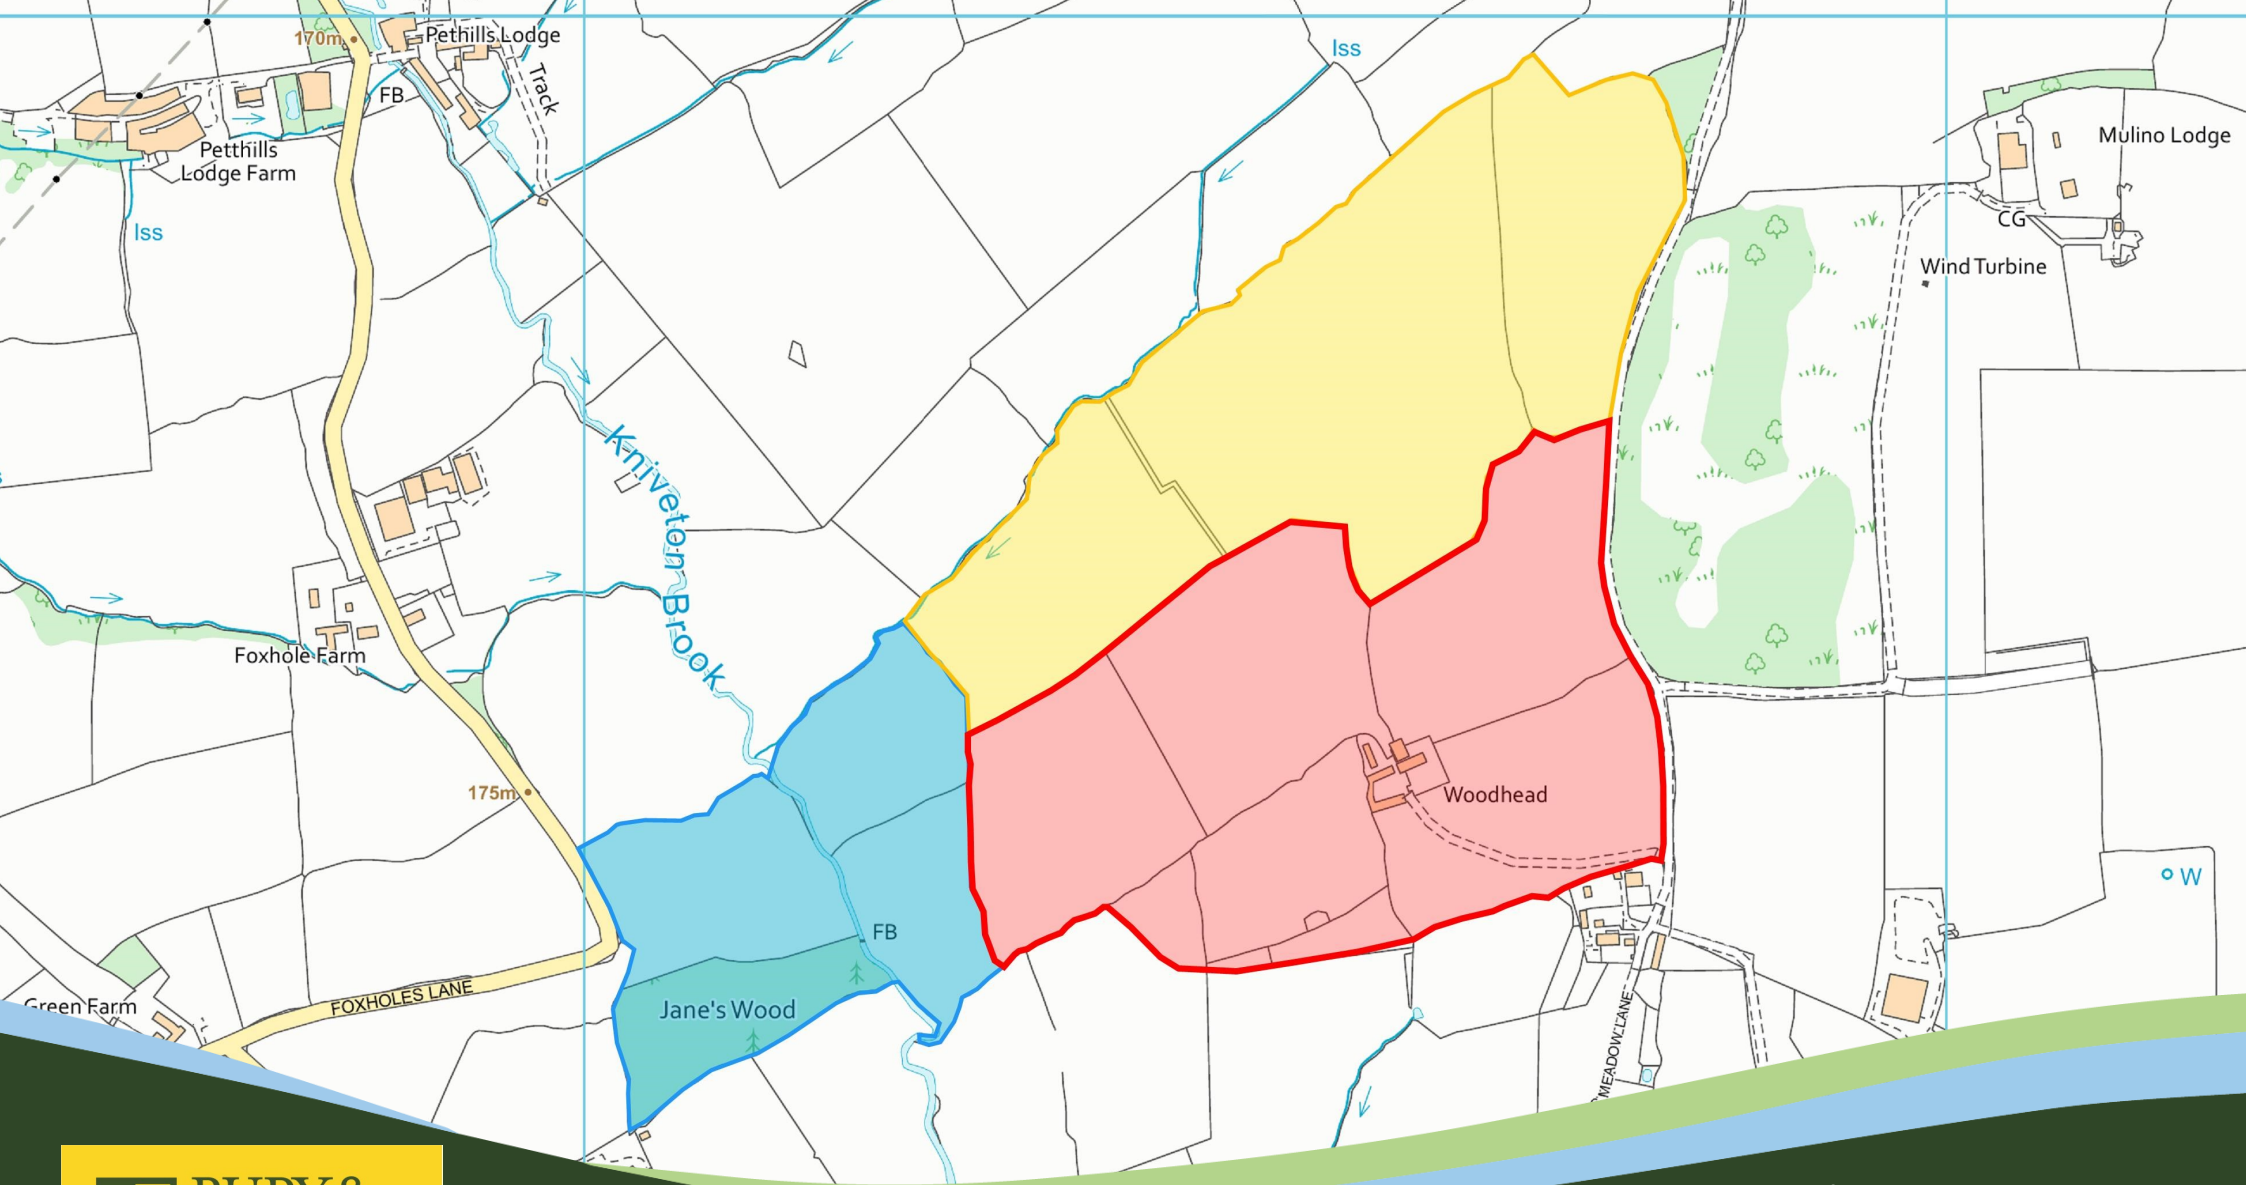 Pethills Lodge
170m
Iss
Track
FB
Mulino Lodge
Petthills
Lodge Farm
CG
Iss
Wind Turbine
Kniveton Brook
Foxhole Farm
175m
Woodhead
W
FB
Jane's Wood
FOXHOLES LANE
Green Farm
MEADOW LANE